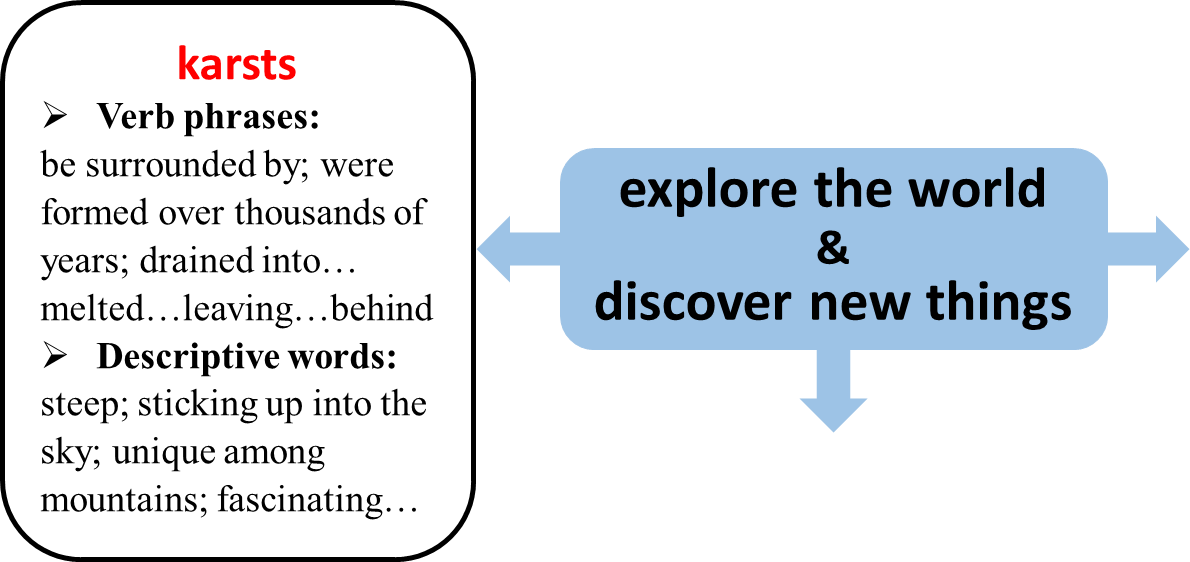 karsts
➢ Verb phrases:
be surrounded by; were
formed over thousands of
years; drained into…
melted…leaving…behind
➢ Descriptive words:
steep; sticking up into the
sky; unique among
mountains; fascinating…
explore the world
&
discover new things